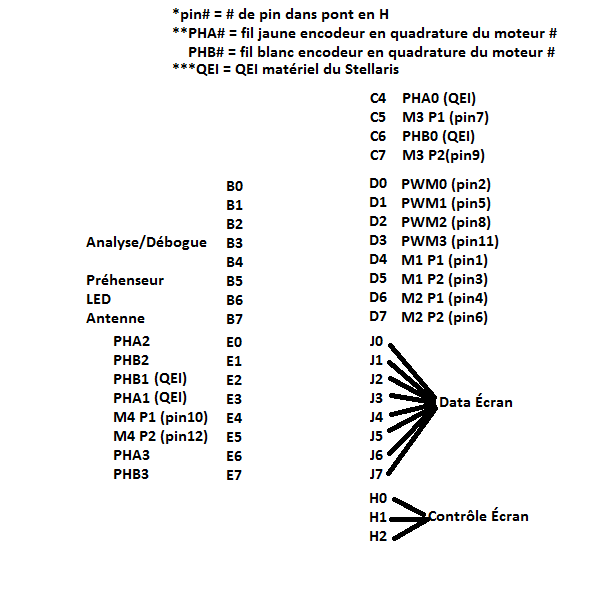 *pin# = # de pin dans pont en H
**PHA# = fil jaune encodeur en quadrature du moteur #
PHB# = fil blanc encodeur en quadrature du moteur #
***QEI = QEI matériel du Stellaris
C4 PHA0 (QEI)
C5 M3 P1 (pin7)
C6 PHB0 (QEI)
C7 M3 P2(pin9)
B0
B1
B2
Analyse/Débogue B3
B4
Préhenseur B5
LED B6
Antenne B7
D0 PWM0 (pin2)
D1 PWM1 (pin5)
D2 PWM2 (pin8)
D3 PWM3 (pin11)
D4 M1 P1 (pin1)
D5 M1 P2 (pin3)
D6 M2 P1 (pin4)
D7 M2 P2 (pin6)
PHA2 E0
PHB2 E1
PHB1 (QEI) E2
PHA1 (QEI) E3
M4 P1 (pin10) E4
M4 P2 (pin12) E5
PHA3 E6
PHB3 E7
J0
J1
J2
J3
J4
J5
J6
J7
Data Écran
H0
H1
H2
Contrôle Écran